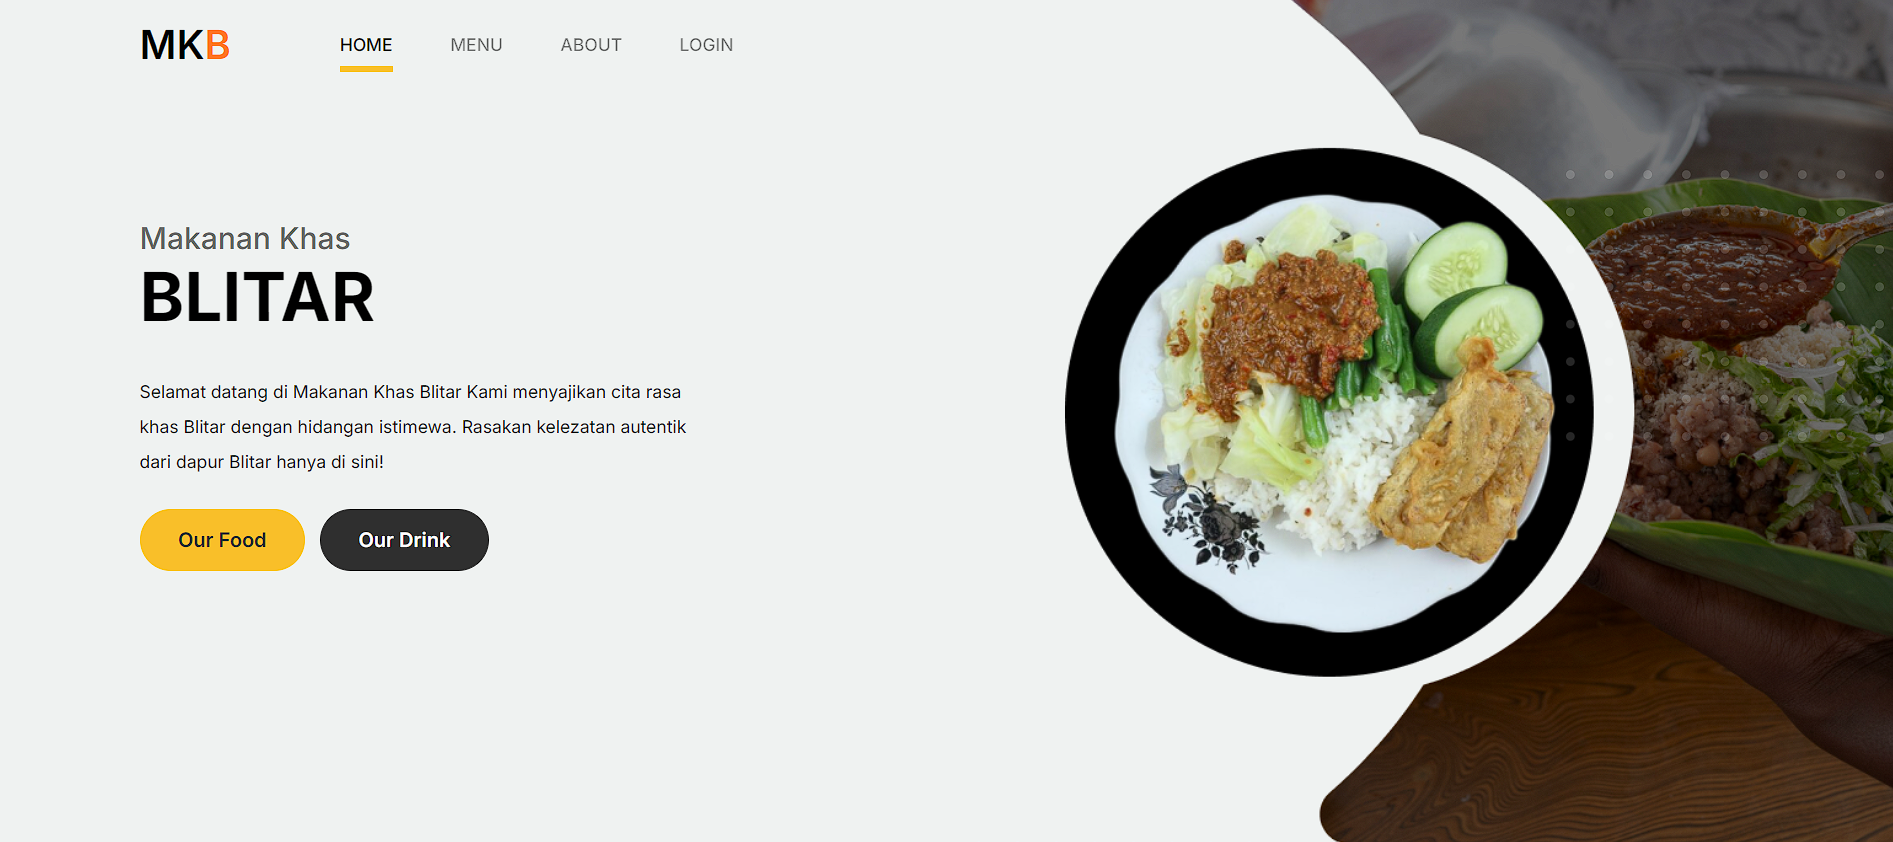 MKB
HOME
MENU
ABOUT
LOGIN
Makanan Khas
BLITAR
Selamat datang di Makanan Khas Blitar Kami menyajikan cita rasa
khas Blitar dengan hidangan istimewa. Rasakan kelezatan autentik
dari dapur Blitar hanya di sini!
Our Food
Our Drink